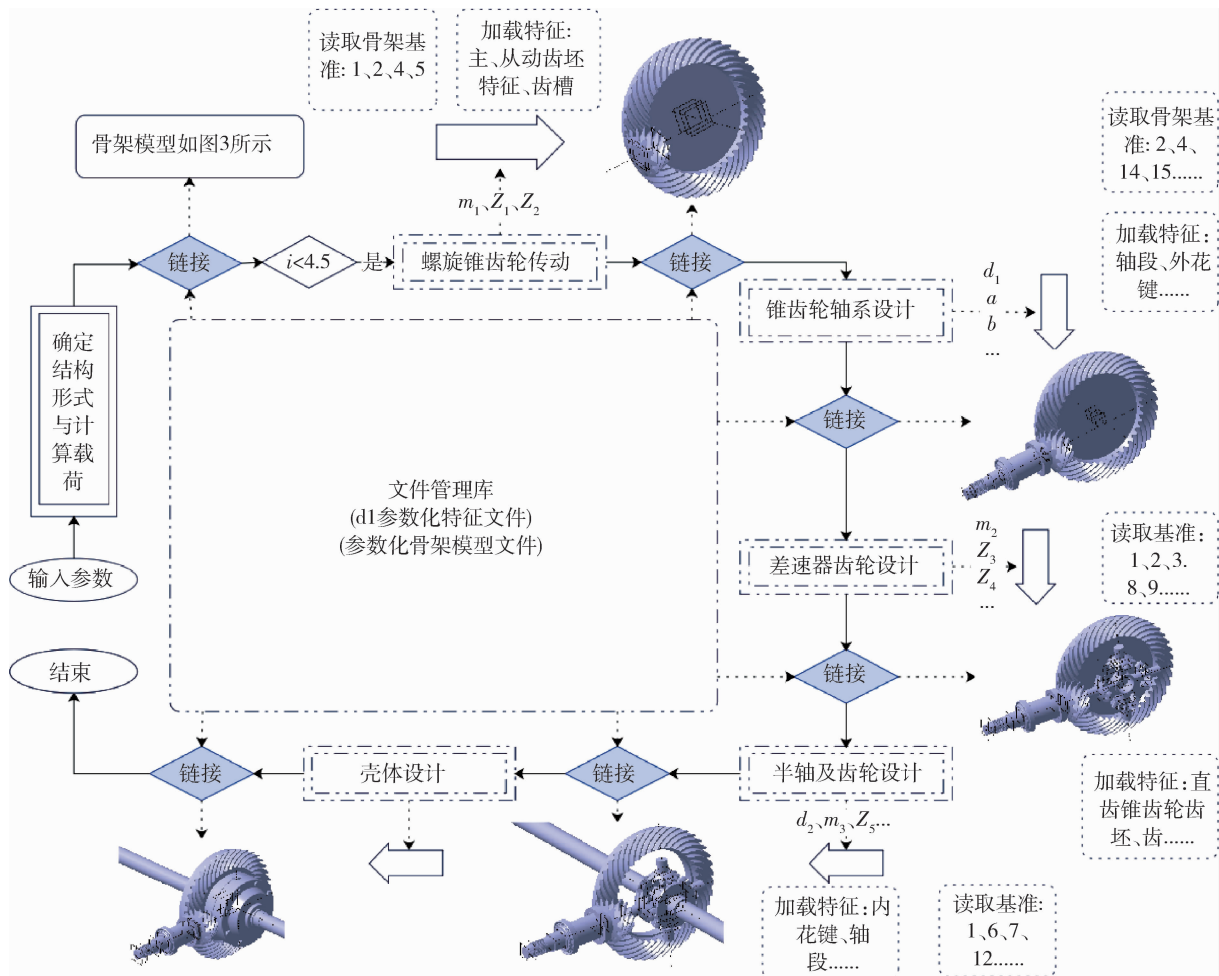 读取骨架基
准: 1、2、4、5
加载特征:
主、从动齿坯
特征、齿槽
骨架模型如图3所示
读取骨架基
准: 2、4、
14、15......
m1、Z1、Z2
链接
i<4.5
是
螺旋锥齿轮传动
链接
加载特征:
轴段、外花
键......
锥齿轮轴系设计
d1
a
b
...
确定
结构
形式
与计
算载
荷
链接
文件管理库
(d1参数化特征文件)
(参数化骨架模型文件)
输入参数
差速器齿轮设计
m2
Z3
Z4
...
读取基准:
1、2、3.
8、9......
结束
链接
链接
壳体设计
链接
半轴及齿轮设计
加载特征:直
齿锥齿轮齿
坯、齿......
d2、m3、Z5...
加载特征:内
花键、轴
段......
读取基准:
1、6、7、
12......